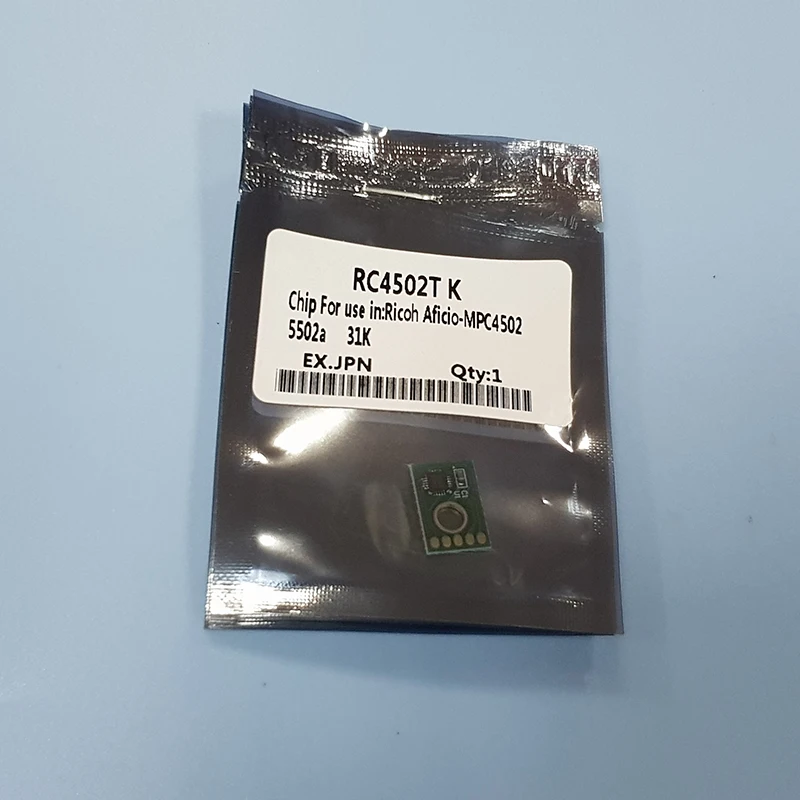 RC4502T K
Chip For use in:Ricoh Aficio-MPC4502
5502a 31K
EX.JPN Qty:1